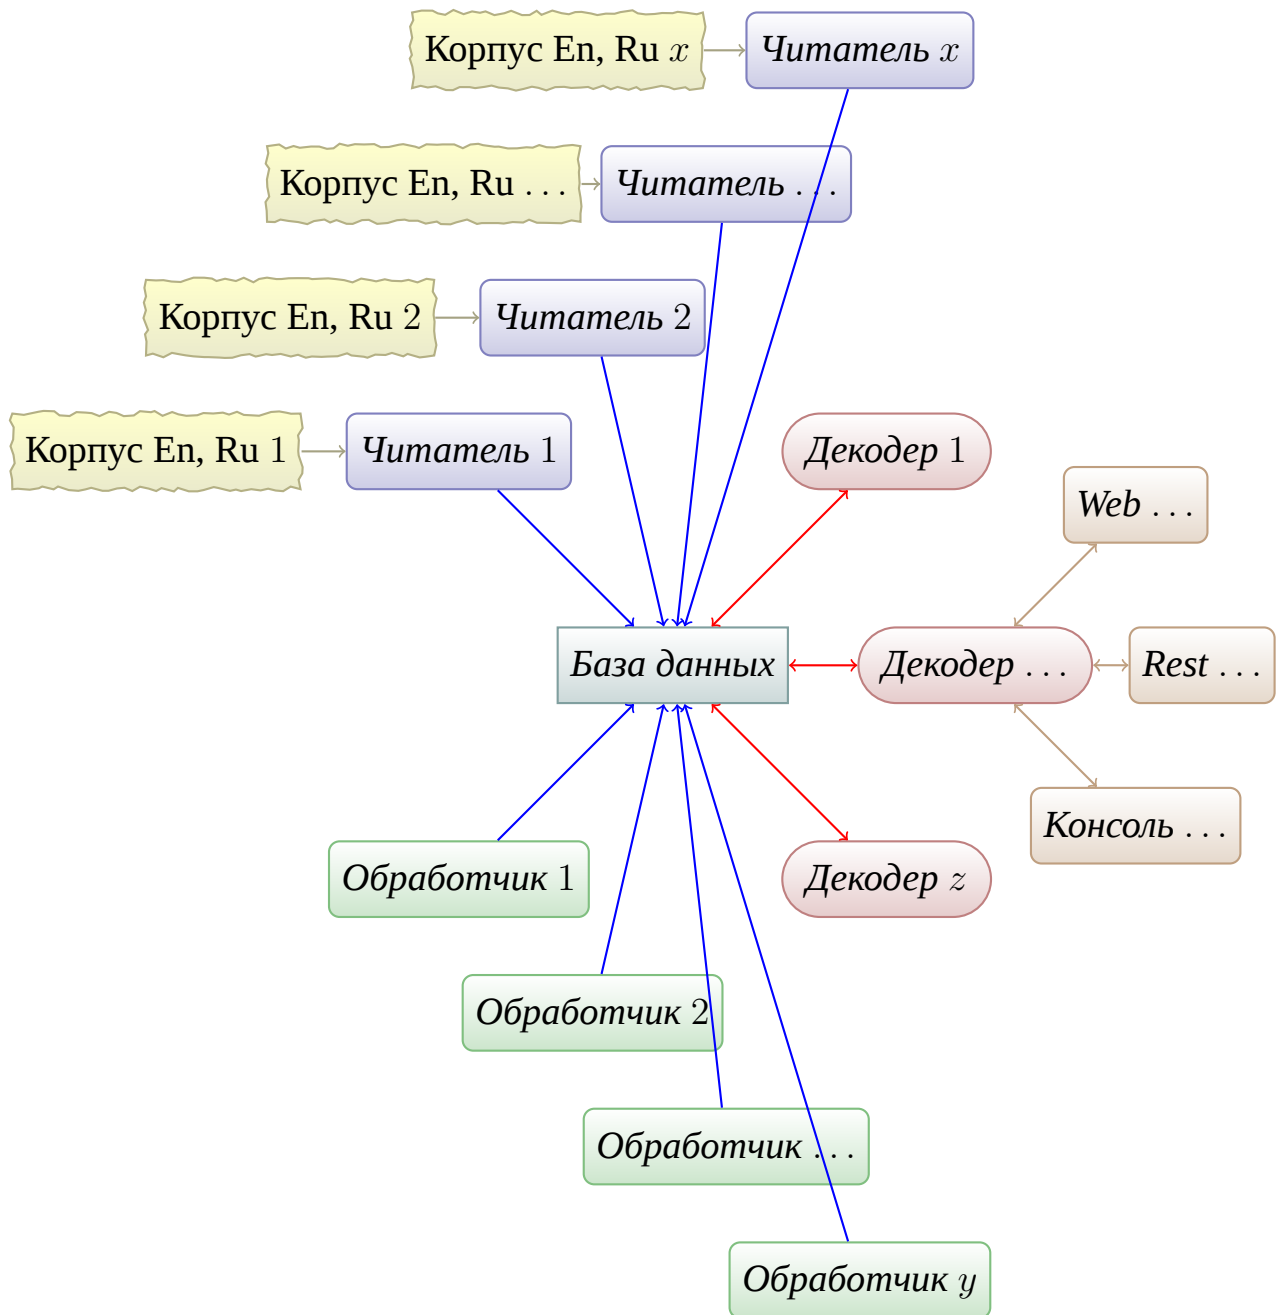 Корпус En, Ru x
Читатель x
Корпус En, Ru ...
Читатель ...
Корпус En, Ru 2
Читатель 2
Корпус En, Ru 1
Читатель 1
Декодер 1
Web ...
База данных
Декодер ...
Rest ...
Консоль ...
Обработчик 1
Декодер z
Обработчик 2
Обработчик ...
Обработчик y